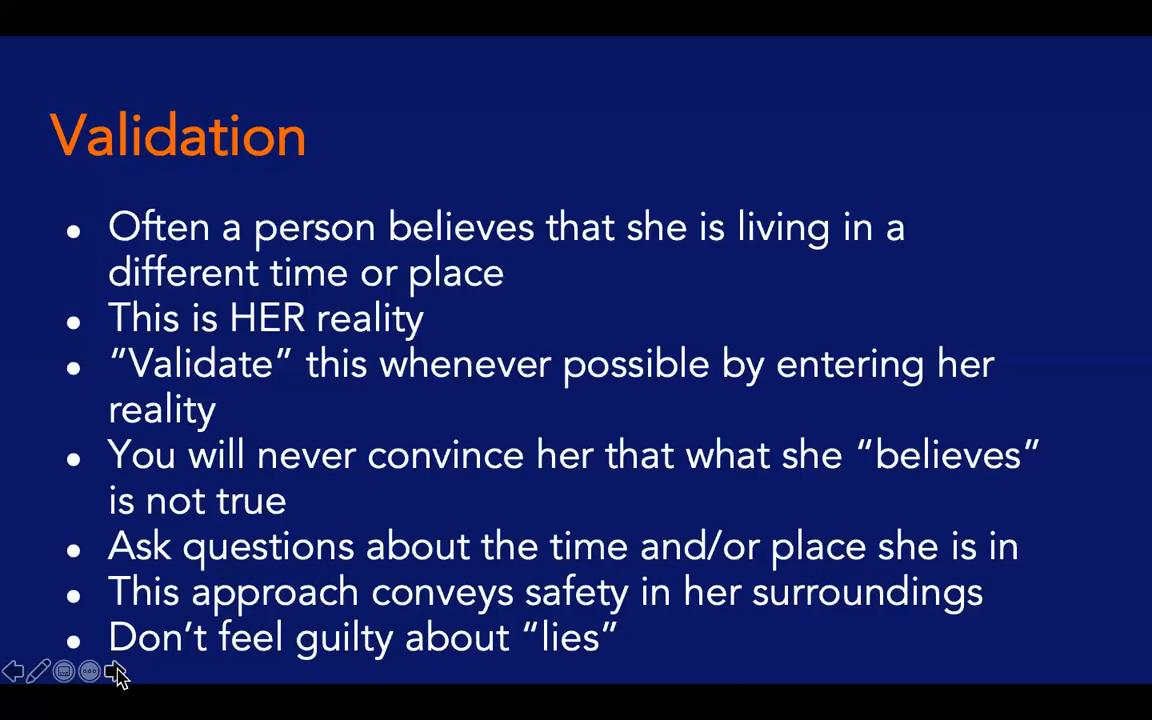 Validation
• Often a person believes that she is living in a
different time or place
• This is HER reality
• “Validate” this whenever possible by entering her
reality
• You will never convince her that what she “believes”
is not true
• Ask questions about the time and/or place she is in
• This approach conveys safety in her surroundings
• Don’t feel guilty about “lies”